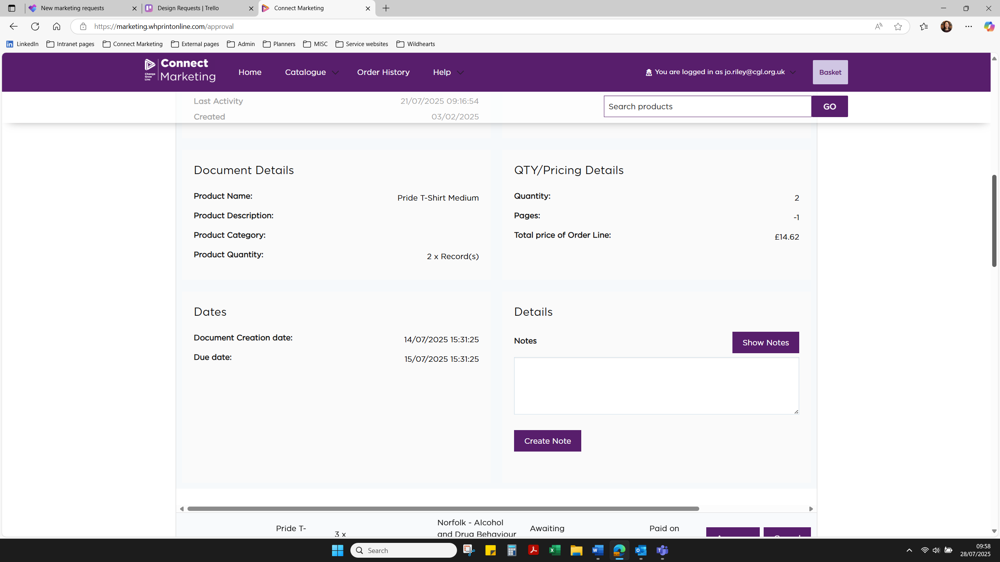 New marketing requests
Design Requests | Trello
Connect Marketing
https://marketing.whprintonline.com/approval
LinkedIn
Intranet pages
Connect Marketing
External pages
Admin
Planners
MISC
Service websites
Wildhearts
Change
Grow
Live
Connect
Marketing
Home
Catalogue
Order History
Help
You are logged in as jo.riley@cgl.org.uk
Basket
Last Activity
21/07/2025 09:16:54
Search products
GO
Created
03/02/2025
Document Details
Product Name:
Pride T-Shirt Medium
Product Description:
Product Category:
Product Quantity:
2 x Record(s)
QTY/Pricing Details
Quantity:
2
Pages:
-1
Total price of Order Line:
£14.62
Dates
Document Creation date:
14/07/2025 15:31:25
Due date:
15/07/2025 15:31:25
Details
Notes
Show Notes
Create Note
Pride T-
3 x
Norfolk - Alcohol
and Drug Behaviour
Awaiting
Paid on
Search
09:58
28/07/2025